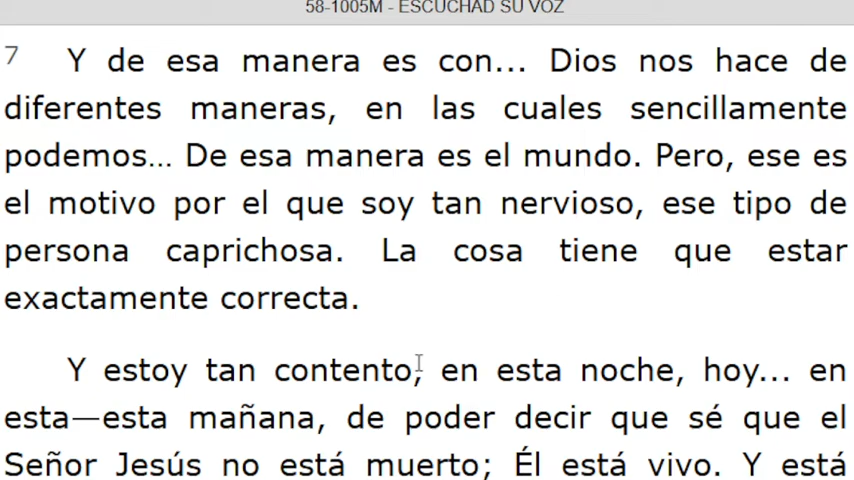 58-1005M - ESCUCHAD SU VOZ
7 Y de esa manera es con... Dios nos hace de
diferentes maneras, en las cuales sencillamente
podemos... De esa manera es el mundo. Pero, ese es
el motivo por el que soy tan nervioso, ese tipo de
persona caprichosa. La cosa tiene que estar
exactamente correcta.
Y estoy tan contento, en esta noche, hoy... en
esta—esta mañana, de poder decir que sé que el
Señor Jesús no está muerto; Él está vivo. Y está